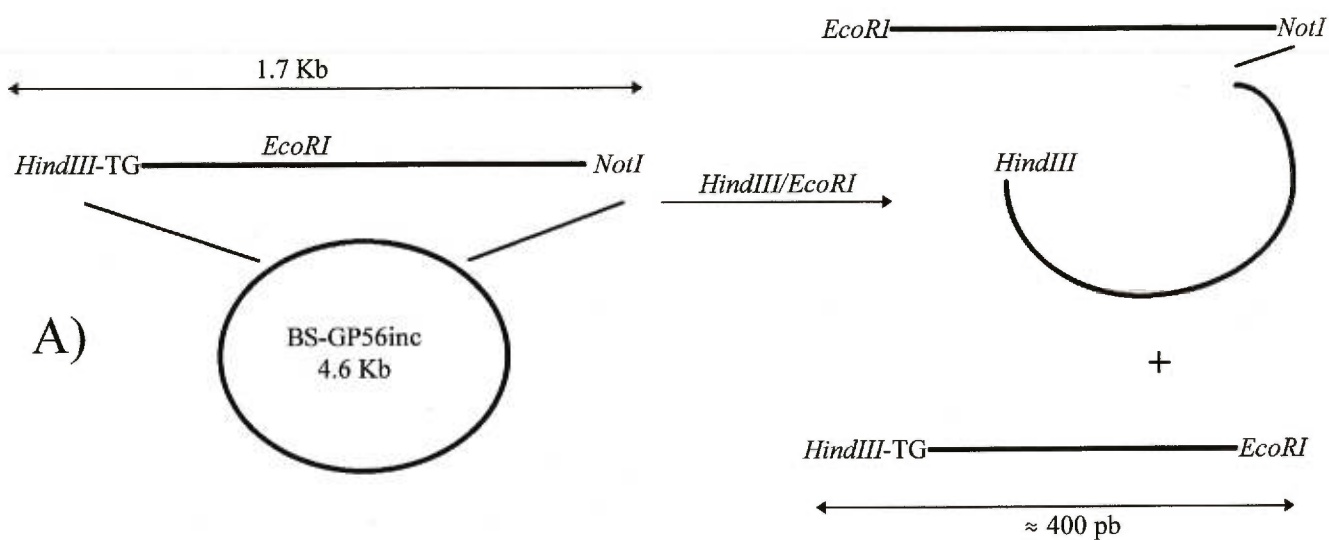 1.7 Kb
HindIII-TG
EcoRI
NotI
A)
BS-GP56inc
4.6 Kb
HindIII/EcoRI
EcoRI
NotI
HindIII
+
HindIII-TG
EcoRI
≈ 400 pb